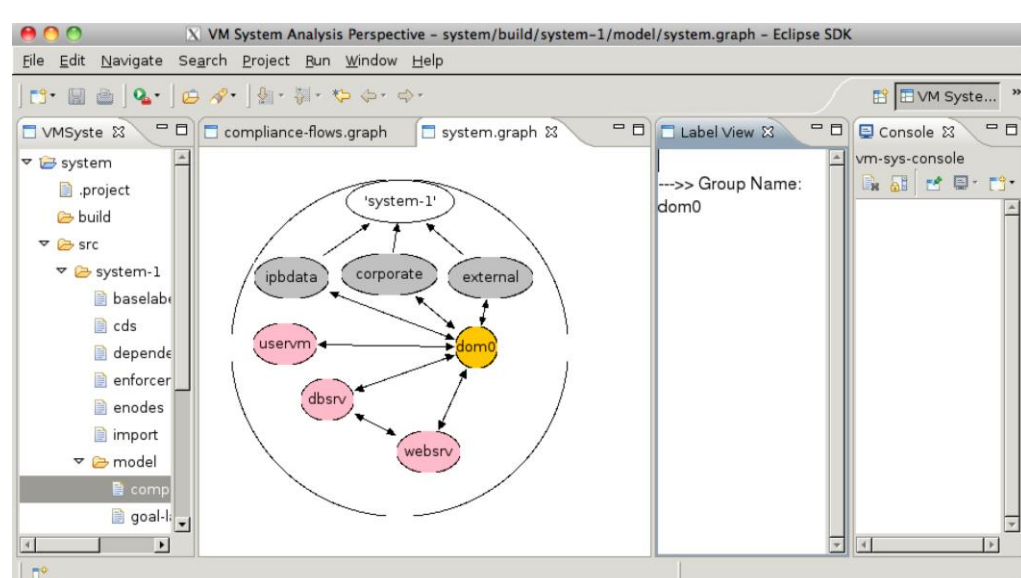 VM System Analysis Perspective – system/build/system-1/model/system.graph – Eclipse SDK
File Edit Navigate Search Project Run Window Help
VM Syste... »
VMSyste
compliance-flows.graph
system.graph
Label View
Console
system
.project
build
src
system-1
baselabe
cds
depende
enforcer
enodes
import
model
comp
goal-la
'system-1'
ipbdata
corporate
external
uservm
dom0
dbsrv
websrv
--->> Group Name:
dom0
vm-sys-console